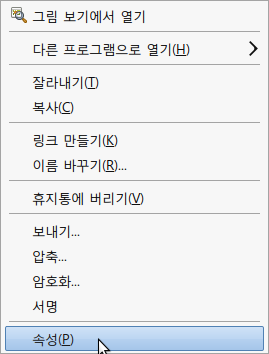 그림 보기에서 열기
다른 프로그램으로 열기(H)
잘라내기(T)
복사(C)
링크 만들기(K)
이름 바꾸기(R)...
휴지통에 버리기(V)
보내기...
압축...
암호화...
서명
속성(P)